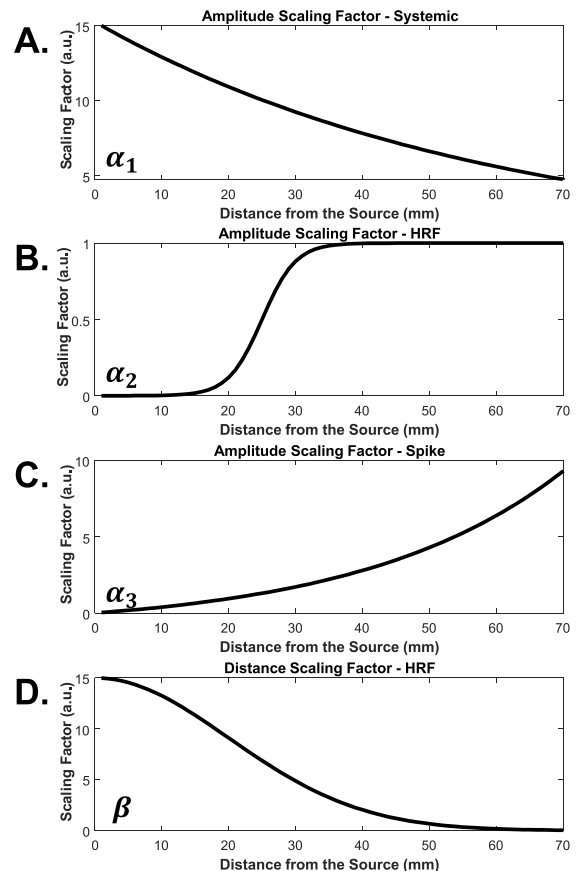 A.
Amplitude Scaling Factor - Systemic
Scaling Factor (a.u.)
15
10
5
α₁
0 10 20 30 40 50 60 70
Distance from the Source (mm)
B.
Amplitude Scaling Factor - HRF
Scaling Factor (a.u.)
1
0.5
0
α₂
0 10 20 30 40 50 60 70
Distance from the Source (mm)
C.
Amplitude Scaling Factor - Spike
Scaling Factor (a.u.)
10
5
0
α₃
0 10 20 30 40 50 60 70
Distance from the Source (mm)
D.
Distance Scaling Factor - HRF
Scaling Factor (a.u.)
15
10
5
0
β
0 10 20 30 40 50 60 70
Distance from the Source (mm)